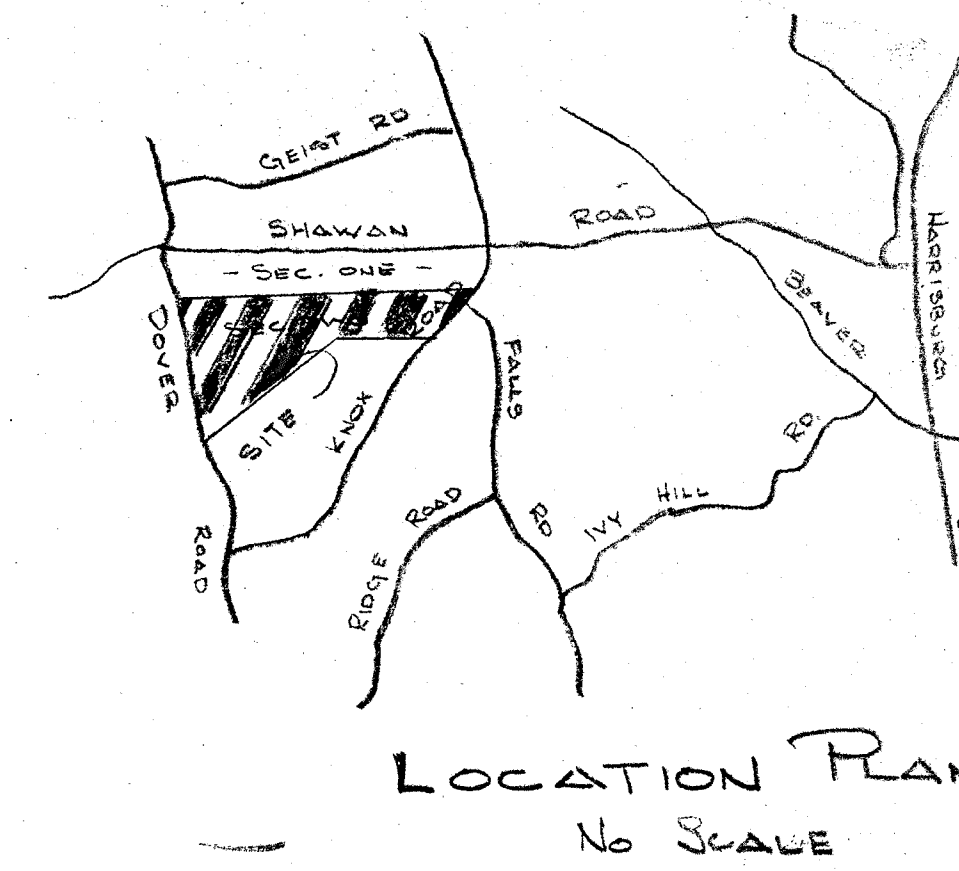 GEIST RD
SHAWAN ROAD
- SEC. ONE -
DOVER ROAD
SITE
KNOX ROAD
FALLS RD
BEAVER
HARRISBURG
IVY HILL RD.
RIDGE ROAD
LOCATION PLAN
No SCALE